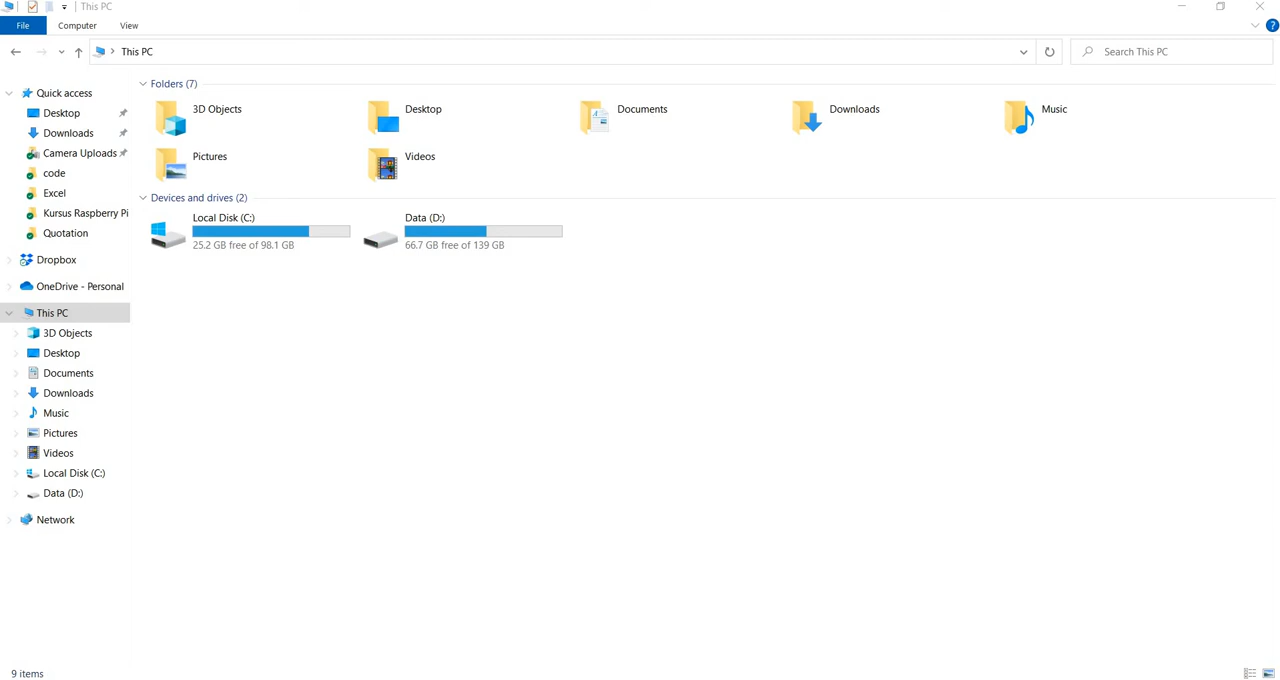 This PC
File Computer View
This PC
Search This PC
Quick access
Desktop
Downloads
Camera Uploads
code
Excel
Kursus Raspberry Pi
Quotation
Dropbox
OneDrive - Personal
This PC
3D Objects
Desktop
Documents
Downloads
Music
Pictures
Videos
Local Disk (C:)
Data (D:)
Network
Folders (7)
3D Objects
Desktop
Documents
Downloads
Music
Pictures
Videos
Devices and drives (2)
Local Disk (C:)
25.2 GB free of 98.1 GB
Data (D:)
66.7 GB free of 139 GB
9 items